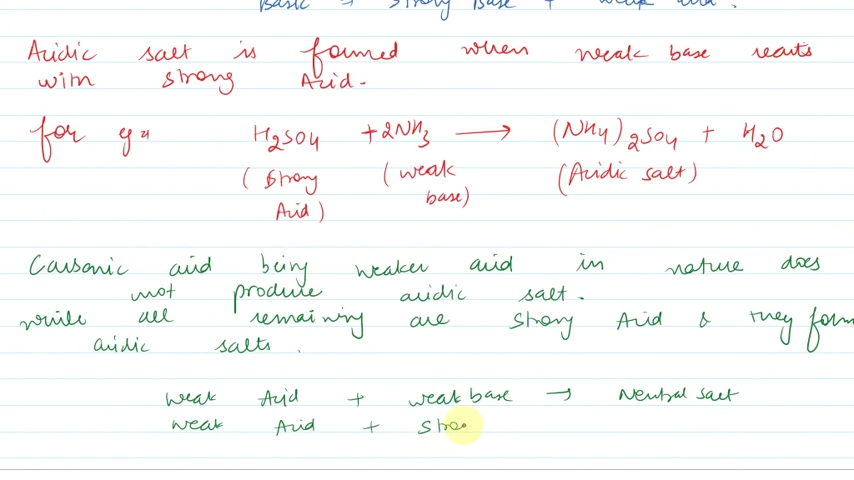 Basic → Strong Base + weak acid.
Acidic salt is formed when weak base reacts
with strong Acid.
for eg" H2SO4 + 2NH3 ⟶ (NH4)2SO4 + H2O
(Strong (weak (Acidic salt)
Acid) base)
Carbonic acid being weaker acid in nature does
not produce acidic salt.
while all remaining are Strong Acid & they form
acidic salts.
Weak Acid + weak base → Neutral salt
weak Acid + Stro